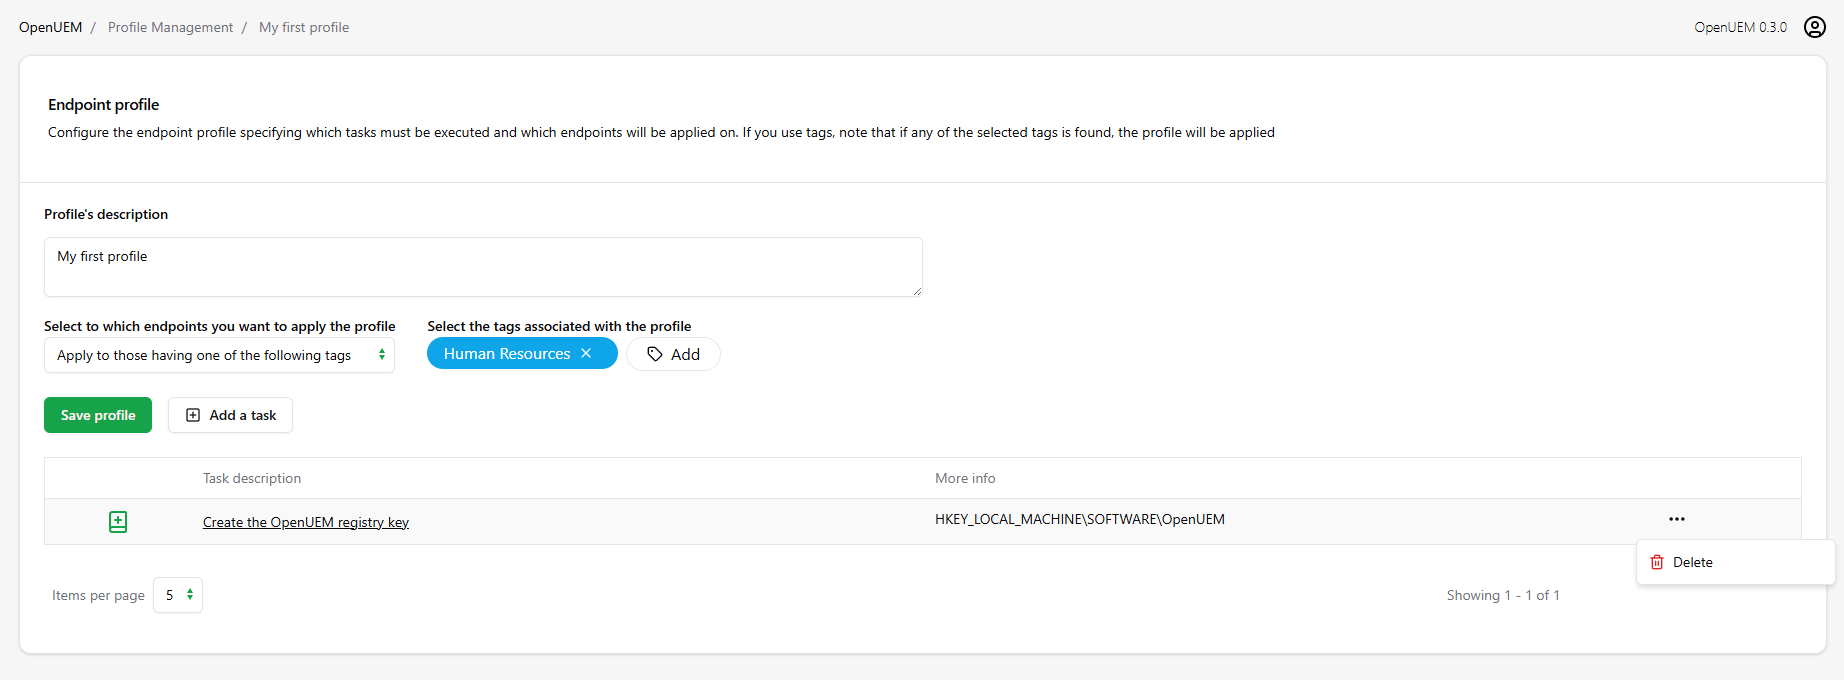 OpenUEM / Profile Management / My first profile
OpenUEM 0.3.0
Endpoint profile
Configure the endpoint profile specifying which tasks must be executed and which endpoints will be applied on. If you use tags, note that if any of the selected tags is found, the profile will be applied
Profile's description
My first profile
Select to which endpoints you want to apply the profile
Apply to those having one of the following tags
Select the tags associated with the profile
Human Resources
Add
Save profile
Add a task
Task description
More info
Create the OpenUEM registry key
HKEY_LOCAL_MACHINE\SOFTWARE\OpenUEM
Delete
Items per page 5
Showing 1 - 1 of 1